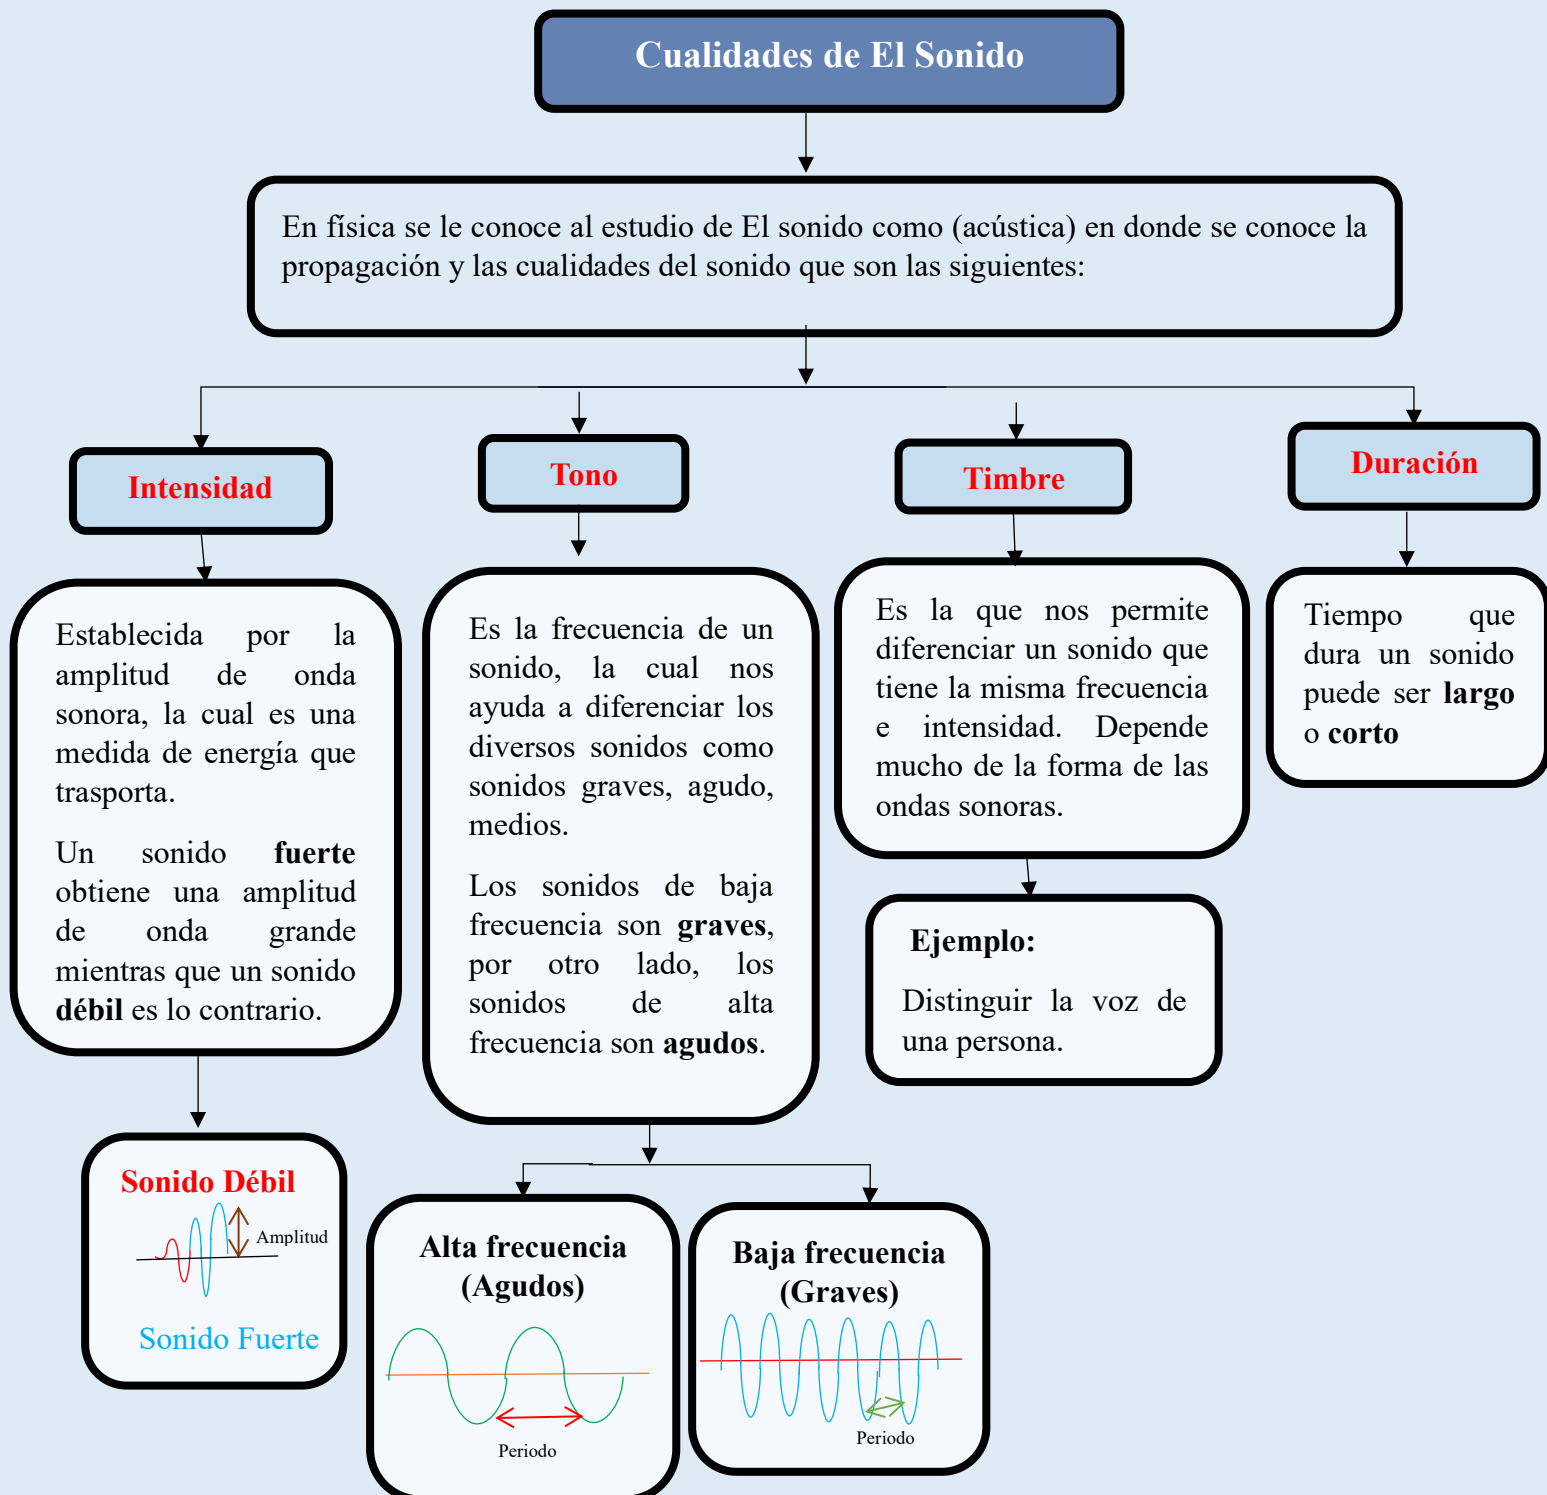 Cualidades de El Sonido
En física se le conoce al estudio de El sonido como (acústica) en donde se conoce la
propagación y las cualidades del sonido que son las siguientes:
Intensidad
Tono
Timbre
Duración
Establecida por la
amplitud de onda
sonora, la cual es una
medida de energía que
trasporta.
Un sonido fuerte
obtiene una amplitud
de onda grande
mientras que un sonido
débil es lo contrario.
Es la frecuencia de un
sonido, la cual nos
ayuda a diferenciar los
diversos sonidos como
sonidos graves, agudo,
medios.
Los sonidos de baja
frecuencia son graves,
por otro lado, los
sonidos de alta
frecuencia son agudos.
Es la que nos permite
diferenciar un sonido que
tiene la misma frecuencia
e intensidad. Depende
mucho de la forma de las
ondas sonoras.
Tiempo que
dura un sonido
puede ser largo
o corto
Ejemplo:
Distinguir la voz de
una persona.
Sonido Débil
Amplitud
Sonido Fuerte
Alta frecuencia
(Agudos)
Periodo
Baja frecuencia
(Graves)
Periodo